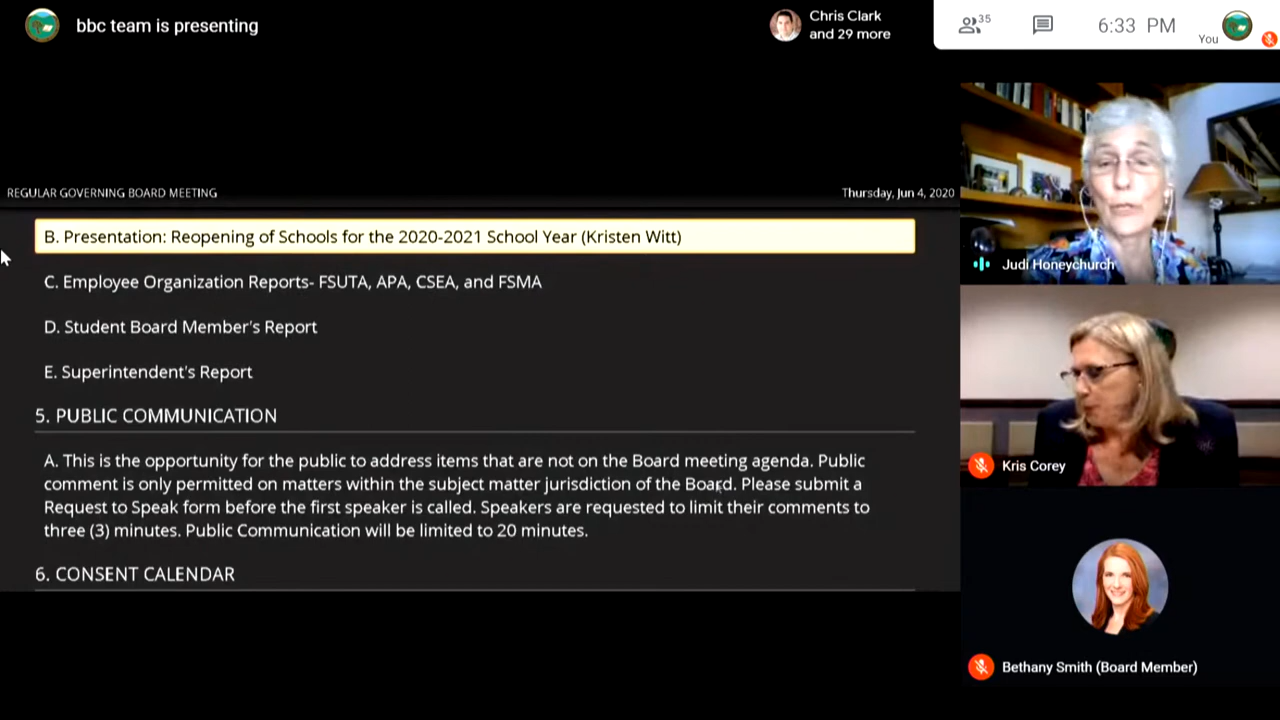 bbc team is presenting
Chris Clark
and 29 more
35
6:33 PM
You
REGULAR GOVERNING BOARD MEETING
Thursday, Jun 4, 2020
B. Presentation: Reopening of Schools for the 2020-2021 School Year (Kristen Witt)
C. Employee Organization Reports- FSUTA, APA, CSEA, and FSMA
D. Student Board Member's Report
E. Superintendent's Report
5. PUBLIC COMMUNICATION
A. This is the opportunity for the public to address items that are not on the Board meeting agenda. Public
comment is only permitted on matters within the subject matter jurisdiction of the Board. Please submit a
Request to Speak form before the first speaker is called. Speakers are requested to limit their comments to
three (3) minutes. Public Communication will be limited to 20 minutes.
6. CONSENT CALENDAR
Judi Honeychurch
Kris Corey
Bethany Smith (Board Member)